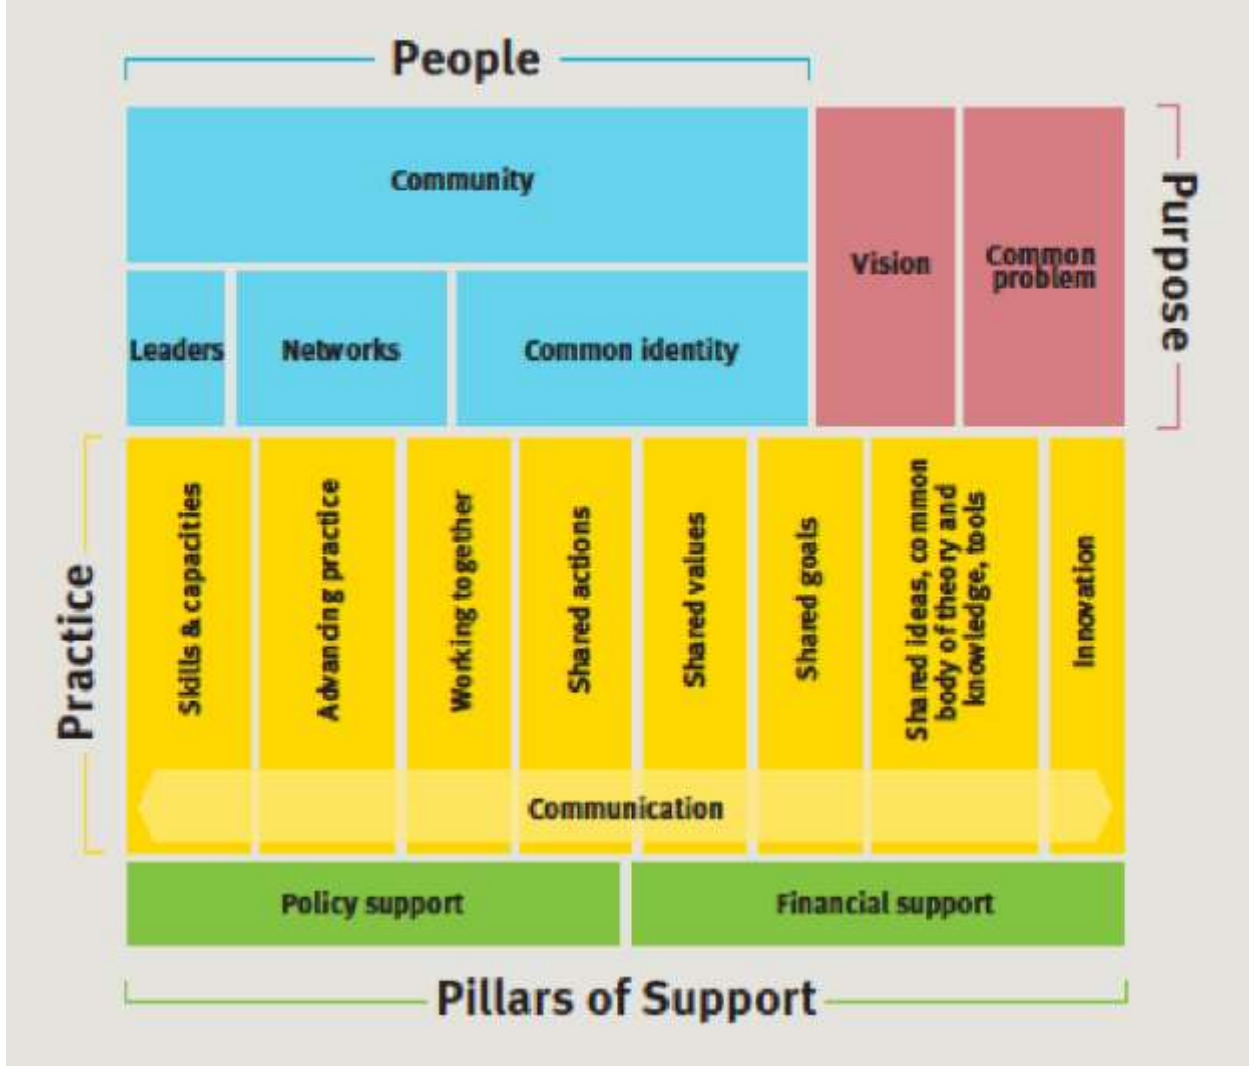 People
Community
Vision
Common
problem
Purpose
Leaders
Networks
Common identity
Practice
Skills & capacities
Advancing practice
Working together
Shared actions
Shared values
Shared goals
Shared ideas, common
body of theory and
knowledge, tools
Innovation
Communication
Policy support
Financial support
Pillars of Support